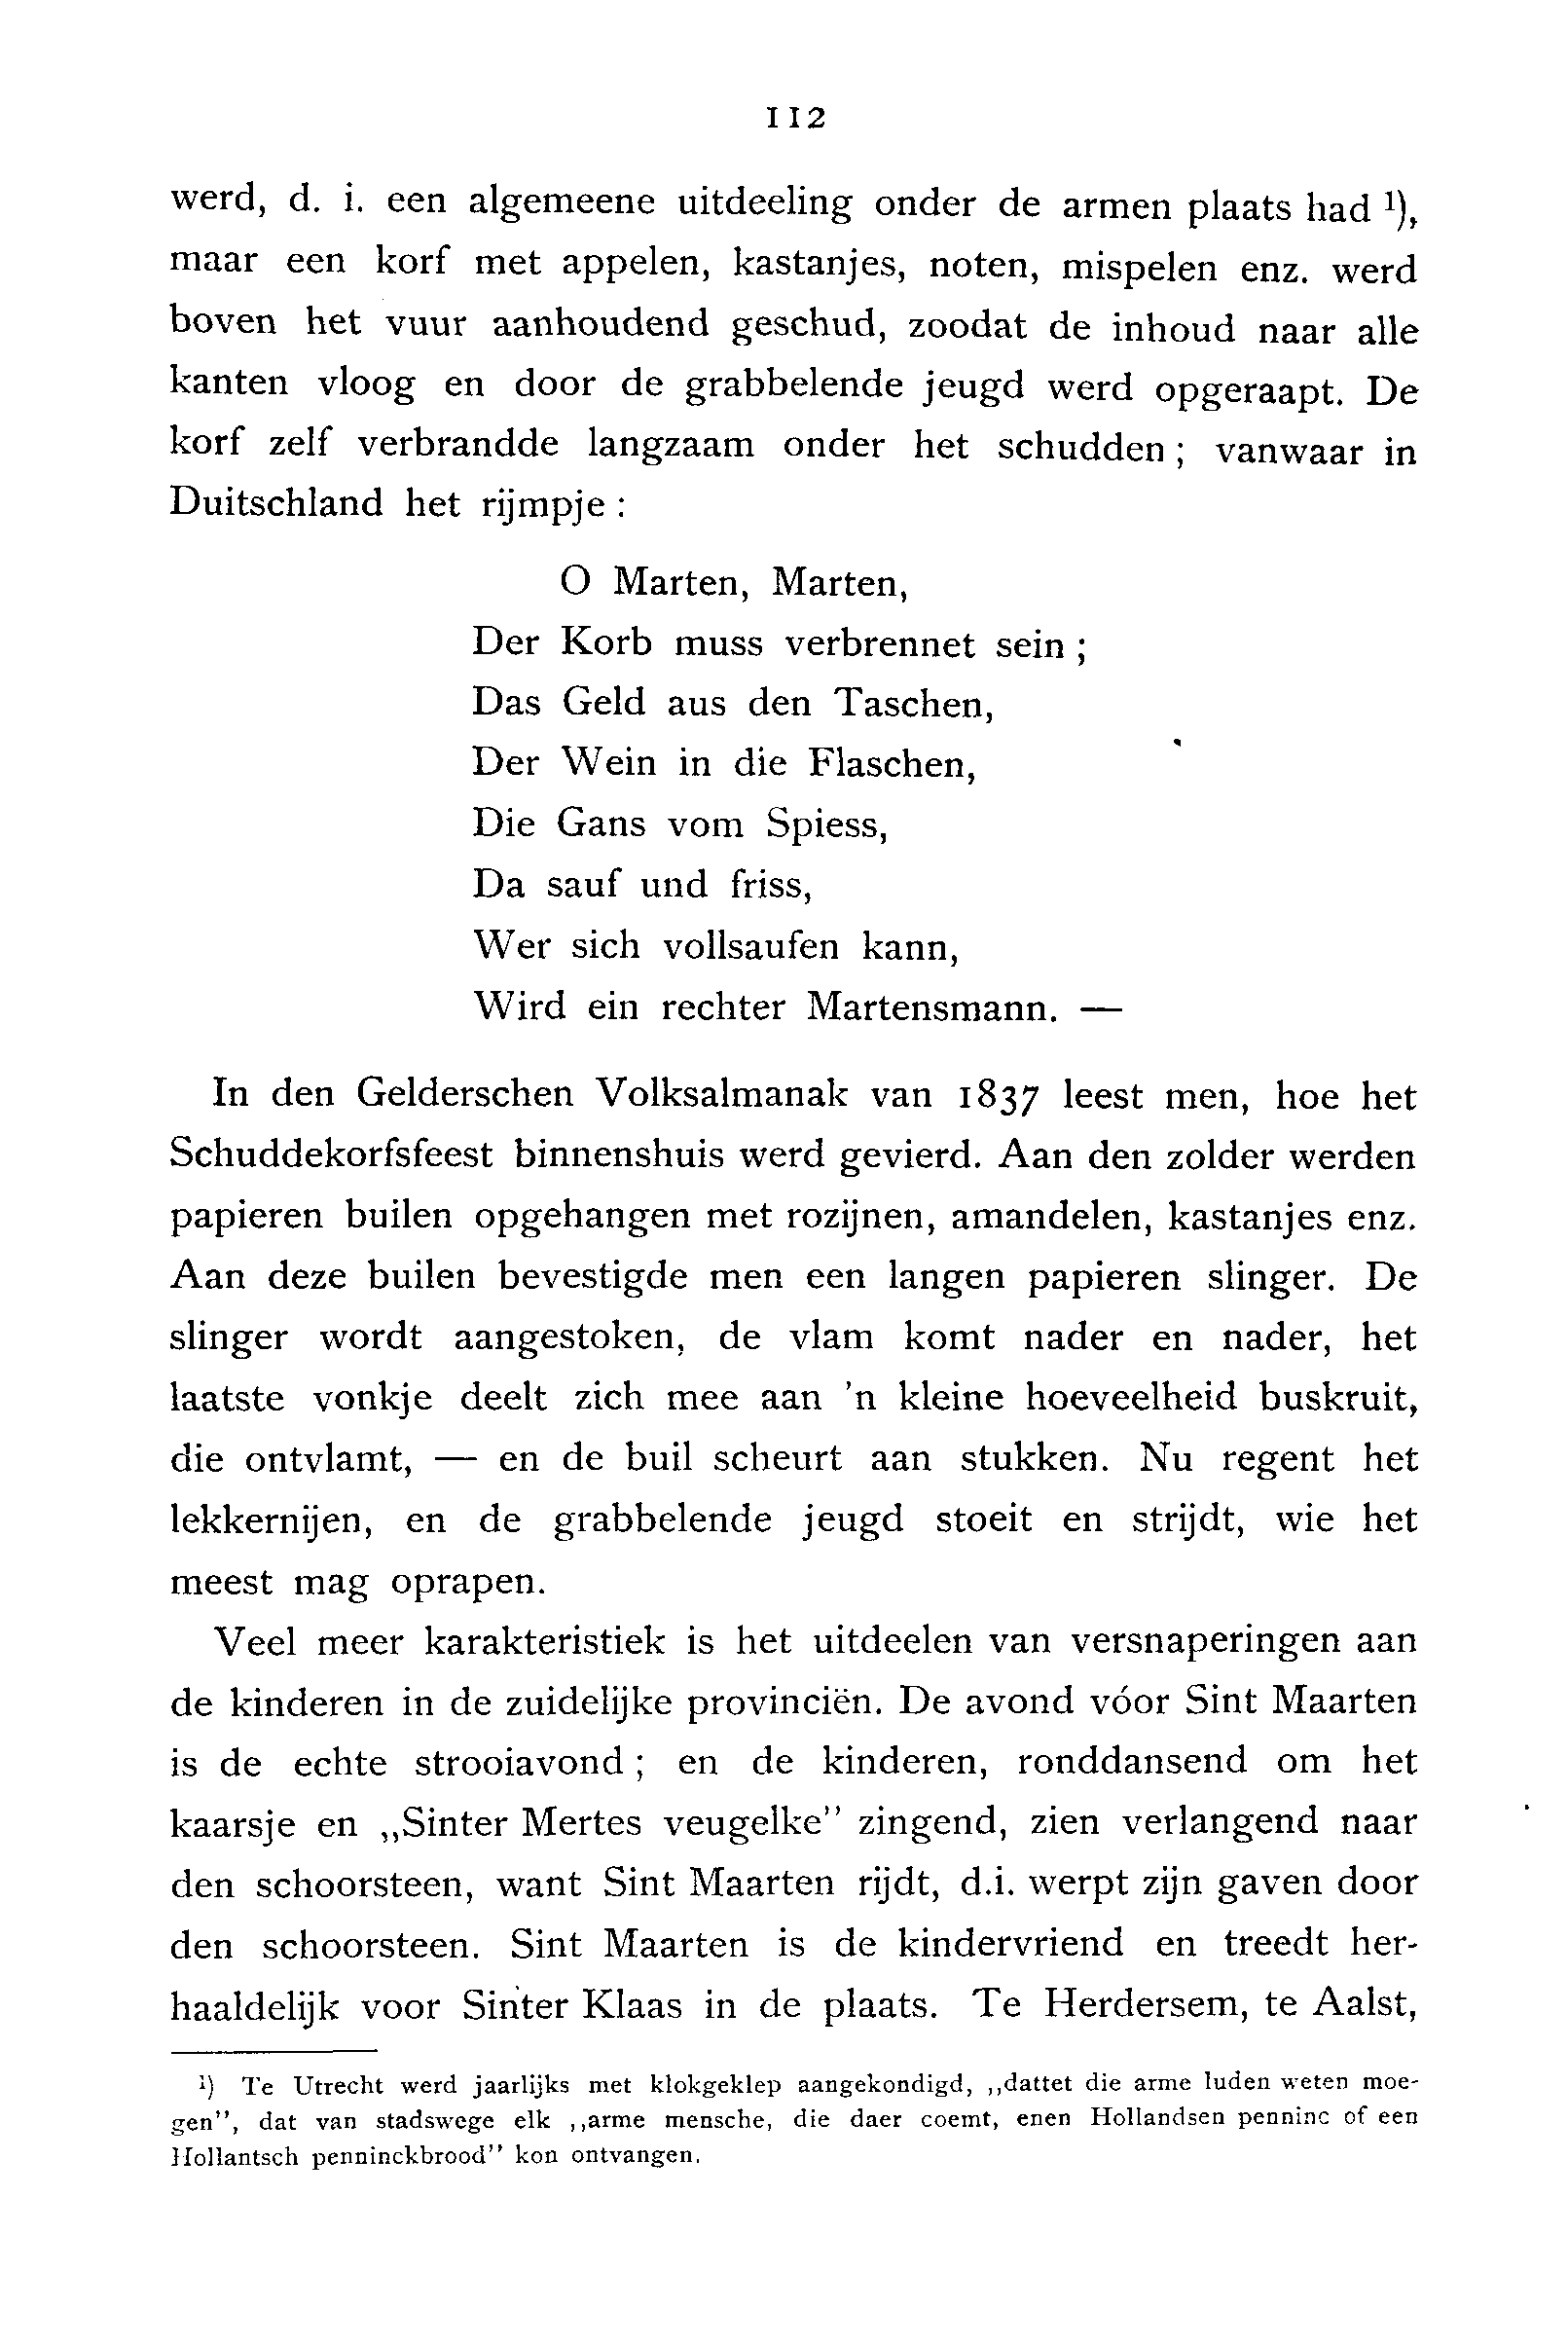 112
werd, d. i. een algemeene uitdeeling onder de armen plaats had ¹),
maar een korf met appelen, kastanjes, noten, mispelen enz. werd
boven het vuur aanhoudend geschud, zoodat de inhoud naar alle
kanten vloog en door de grabbelende jeugd werd opgeraapt. De
korf zelf verbrandde langzaam onder het schudden ; vanwaar in
Duitschland het rijmpje :
O Marten, Marten,
Der Korb muss verbrennet sein ;
Das Geld aus den Taschen,
Der Wein in die Flaschen,
Die Gans vom Spiess,
Da sauf und friss,
Wer sich vollsaufen kann,
Wird ein rechter Martensmann. —
In den Gelderschen Volksalmanak van 1837 leest men, hoe het
Schuddekorfsfeest binnenshuis werd gevierd. Aan den zolder werden
papieren builen opgehangen met rozijnen, amandelen, kastanjes enz.
Aan deze builen bevestigde men een langen papieren slinger. De
slinger wordt aangestoken, de vlam komt nader en nader, het
laatste vonkje deelt zich mee aan 'n kleine hoeveelheid buskruit,
die ontvlamt, — en de buil scheurt aan stukken. Nu regent het
lekkernijen, en de grabbelende jeugd stoeit en strijdt, wie het
meest mag oprapen.
Veel meer karakteristiek is het uitdeelen van versnaperingen aan
de kinderen in de zuidelijke provinciën. De avond vóor Sint Maarten
is de echte strooiavond ; en de kinderen, ronddansend om het
kaarsje en ,,Sinter Mertes veugelke'' zingend, zien verlangend naar
den schoorsteen, want Sint Maarten rijdt, d.i. werpt zijn gaven door
den schoorsteen. Sint Maarten is de kindervriend en treedt her-
haaldelijk voor Sinter Klaas in de plaats. Te Herdersem, te Aalst,
¹) Te Utrecht werd jaarlijks met klokgeklep aangekondigd, ,,dattet die arme luden weten moe-
gen'', dat van stadswege elk ,,arme mensche, die daer coemt, enen Hollandsen penninc of een
Hollantsch penninckbrood'' kon ontvangen.